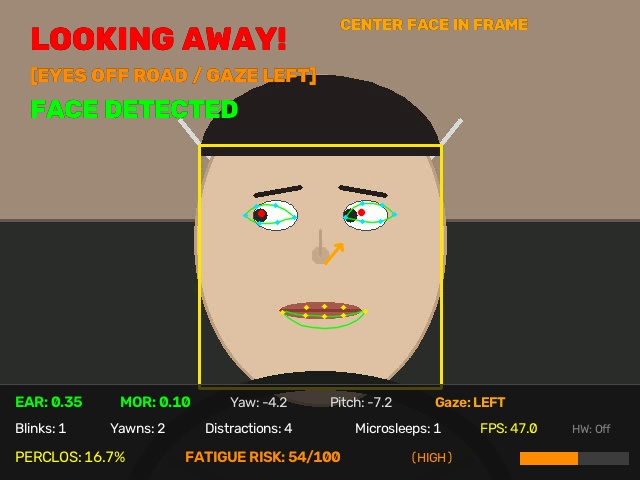 LOOKING AWAY!
CENTER FACE IN FRAME
[EYES OFF ROAD / GAZE LEFT]
FACE DETECTED
EAR: 0.35 MOR: 0.10 Yaw: -4.2 Pitch: -7.2 Gaze: LEFT
Blinks: 1 Yawns: 2 Distractions: 4 Microsleeps: 1 FPS: 47.0 HW: Off
PERCLOS: 16.7% FATIGUE RISK: 54/100 (HIGH)